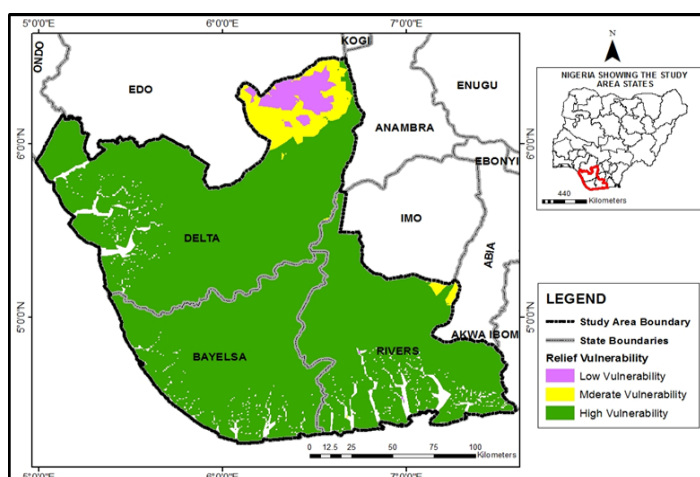 5°0'0"E
6°0'0"E
7°0'0"E
ONDO
KOGI
EDO
ENUGU
ANAMBRA
6°0'0"N
6°0'0"N
EBONYI
IMO
ABIA
DELTA
5°0'0"N
5°0'0"N
AKWA IBOM
BAYELSA
RIVERS
0 12.5 25 50 75 100
Kilometers
5°0'0"E
6°0'0"E
7°0'0"E
N
NIGERIA SHOWING THE STUDY
AREA STATES
440
Kilometers
LEGEND
Study Area Boundary
State Boundaries
Relief Vulnerability
Low Vulnerability
Mderate Vulnerability
High Vulnerability